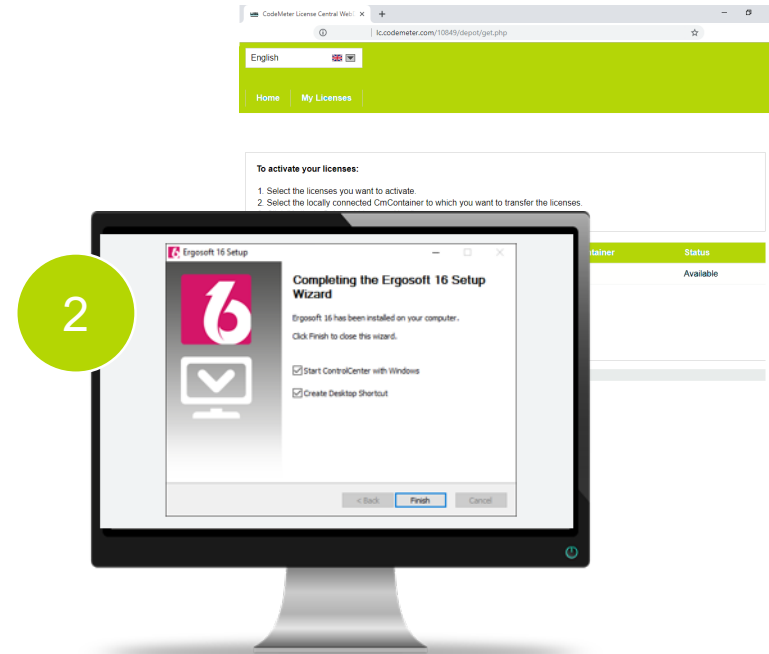 CodeMeter License Central Web
lc.codemeter.com/10849/depot/get.php
English
Home My Licenses
To activate your licenses:
1. Select the licenses you want to activate.
2. Select the locally connected CmContainer to which you want to transfer the licenses.
Status
Available
2
Ergosoft 16 Setup
6
Completing the Ergosoft 16 Setup
Wizard
Ergosoft 16 has been installed on your computer.
Click Finish to close this wizard.
Start ControlCenter with Windows
Create Desktop Shortcut
< Back Finish Cancel